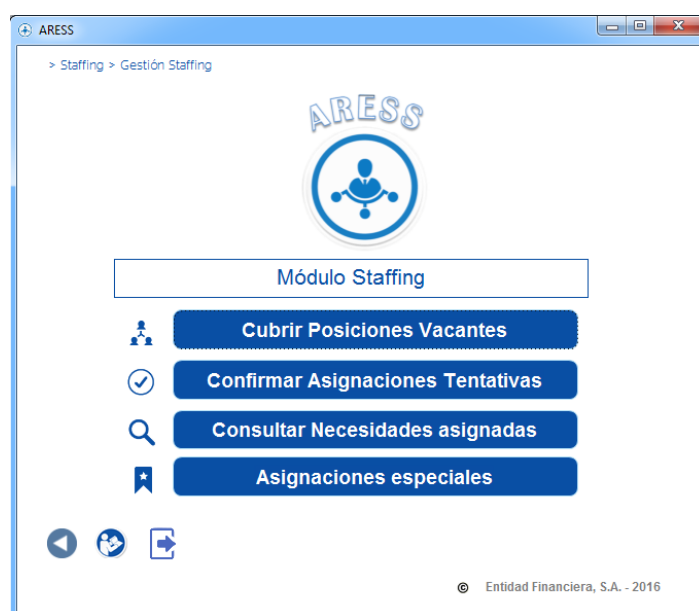 ARESS
> Staffing > Gestión Staffing
ARESS
Módulo Staffing
Cubrir Posiciones Vacantes
Confirmar Asignaciones Tentativas
Consultar Necesidades asignadas
Asignaciones especiales
© Entidad Financiera, S.A. - 2016